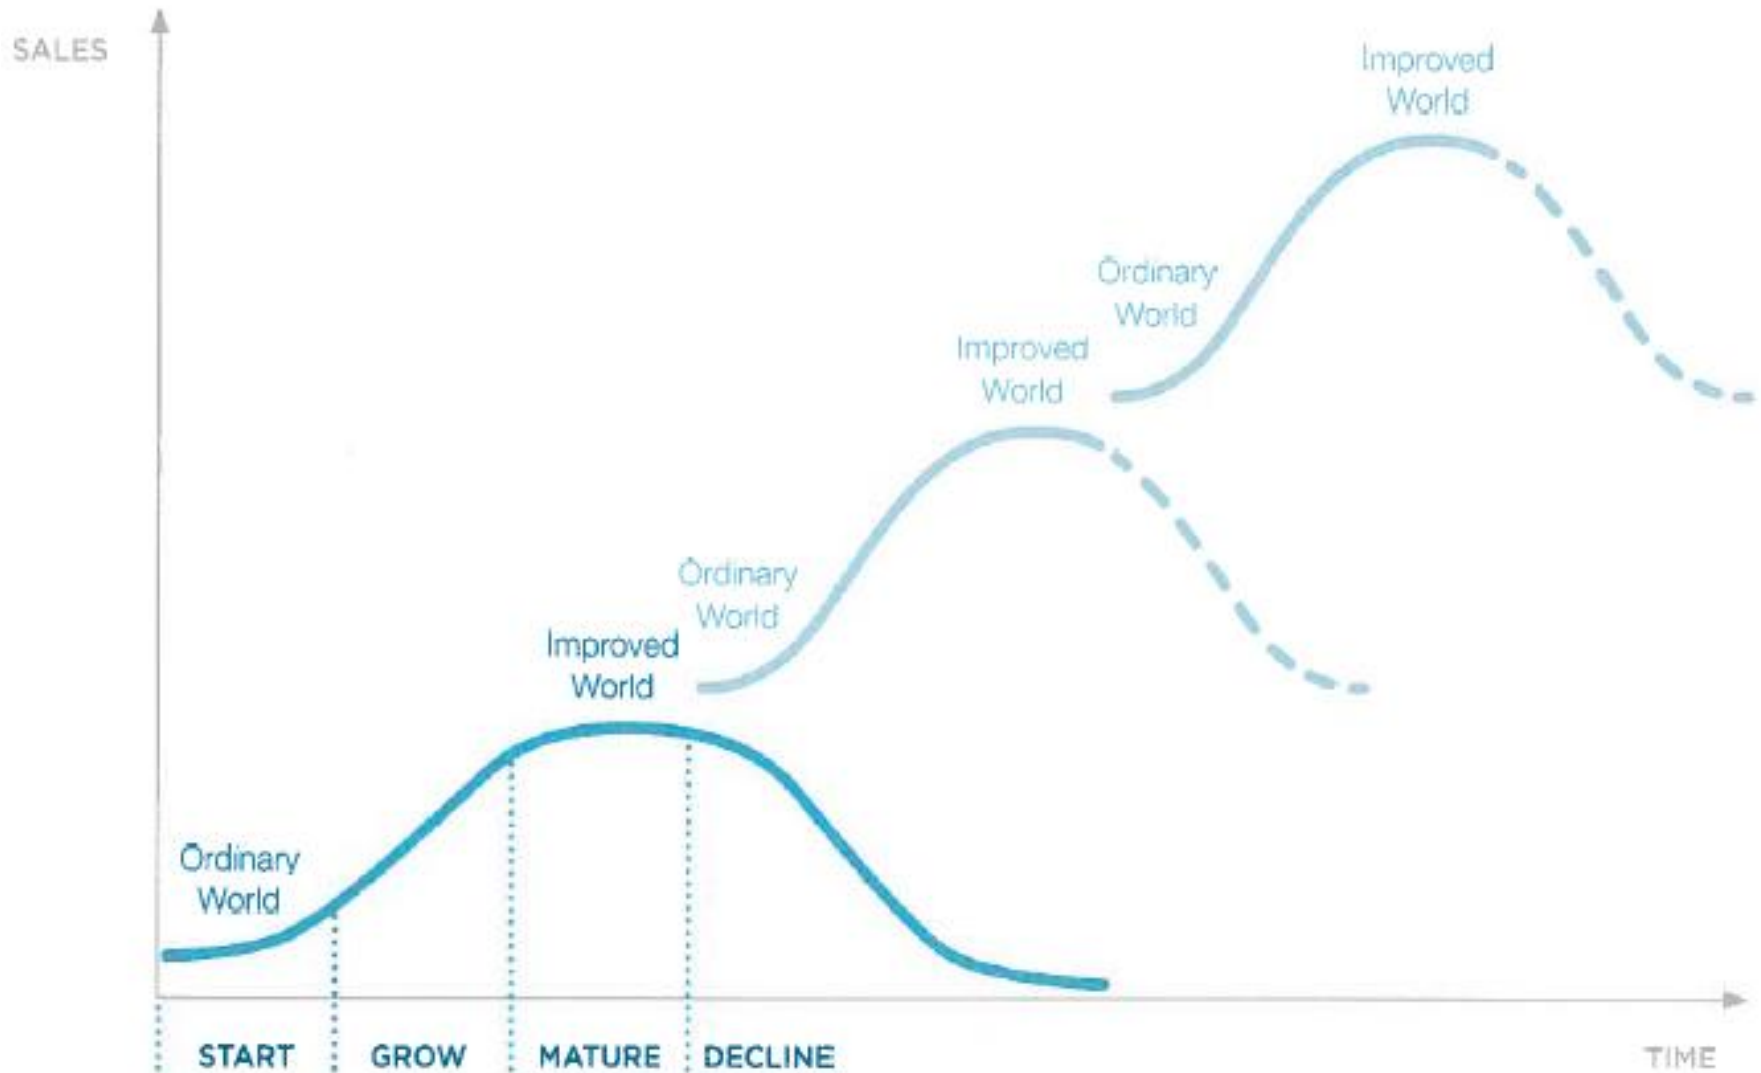 SALES
Improved
World
Ordinary
World
Improved
World
Ordinary
World
Improved
World
Ordinary
World
START
GROW
MATURE
DECLINE
TIME